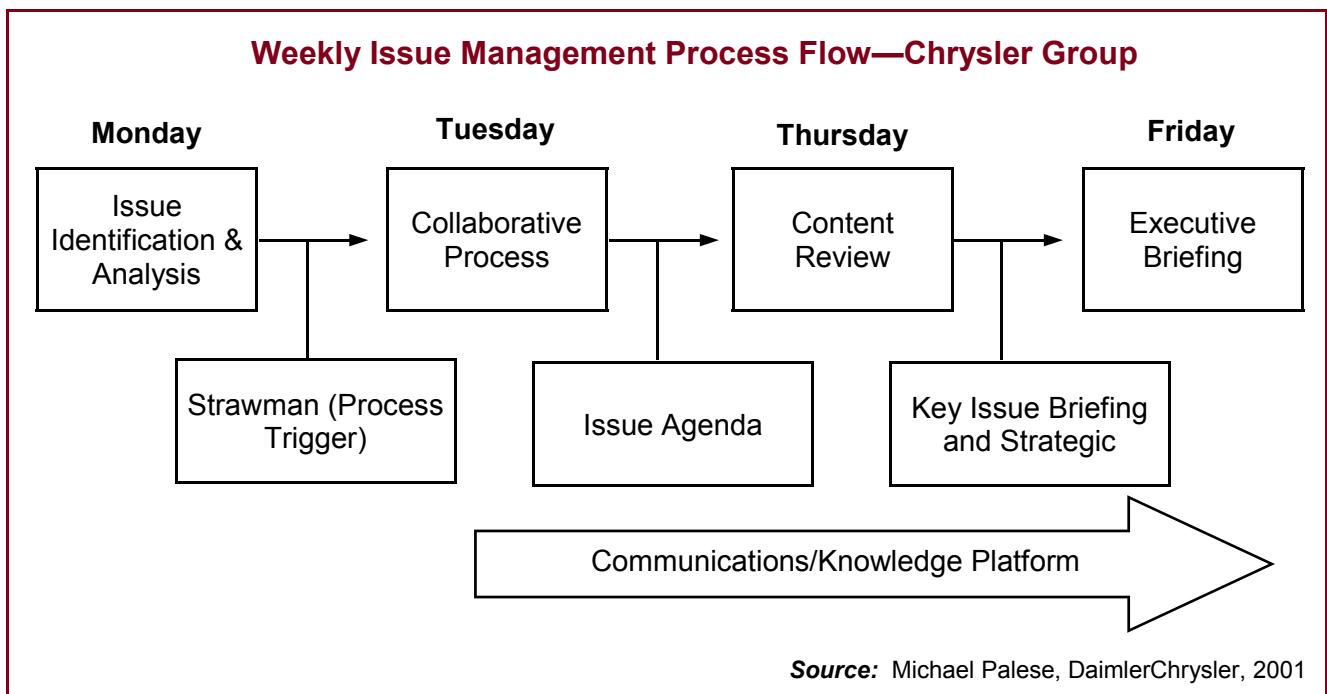 Weekly Issue Management Process Flow—Chrysler Group
Monday
Tuesday
Thursday
Friday
Issue
Identification &
Analysis
Collaborative
Process
Content
Review
Executive
Briefing
Strawman (Process
Trigger)
Issue Agenda
Key Issue Briefing
and Strategic
Communications/Knowledge Platform
Source: Michael Palese, DaimlerChrysler, 2001